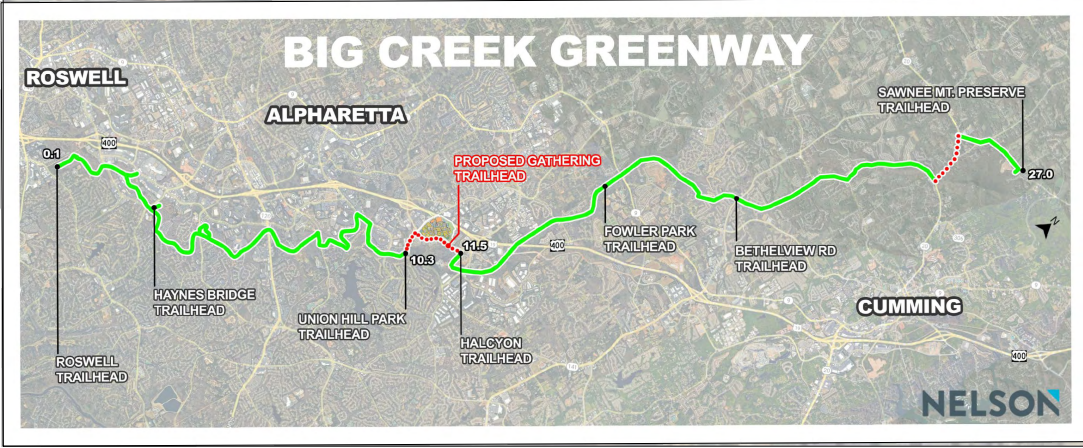 BIG CREEK GREENWAY
ROSWELL
ALPHARETTA
SAWNEE MT. PRESERVE
TRAILHEAD
400
0.1
PROPOSED GATHERING
TRAILHEAD
27.0
N
FOWLER PARK
TRAILHEAD
400
11.5
10.3
BETHELVIEW RD
TRAILHEAD
HAYNES BRIDGE
TRAILHEAD
UNION HILL PARK
TRAILHEAD
HALCYON
TRAILHEAD
CUMMING
ROSWELL
TRAILHEAD
400
NELSON